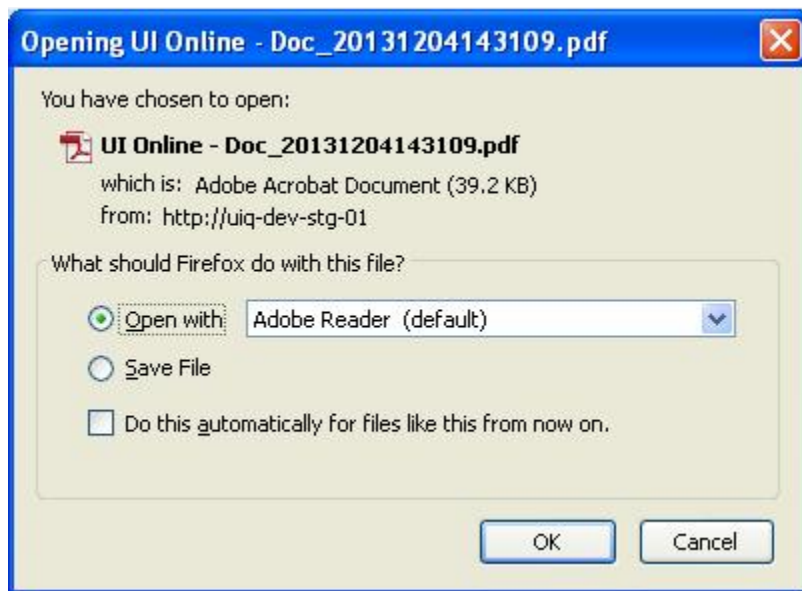 Opening UI Online - Doc_20131204143109.pdf
You have chosen to open:
UI Online - Doc_20131204143109.pdf
which is: Adobe Acrobat Document (39.2 KB)
from: http://uiq-dev-stg-01
What should Firefox do with this file?
Open with Adobe Reader (default)
Save File
Do this automatically for files like this from now on.
OK Cancel